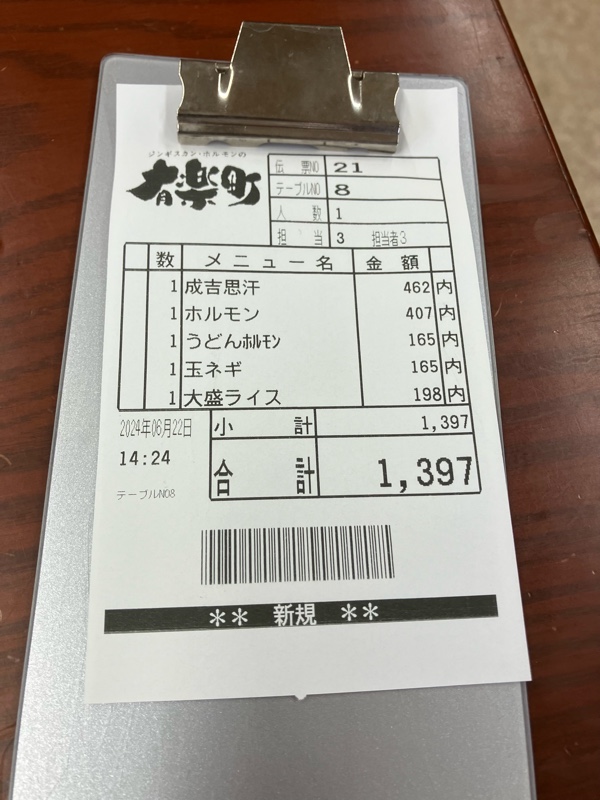 ジンギスカン・ホルモンの
有楽町
伝票NO 21
テーブルNO 8
人数 1
担当 3 担当者3
数 メニュー名 金額
1 成吉思汗 462 内
1 ホルモン 407 内
1 うどんﾎﾙﾓﾝ 165 内
1 玉ネギ 165 内
1 大盛ライス 198 内
小計 1,397
2024年06月22日
14:24
合計 1,397
テーブルNO8
** 新規 **